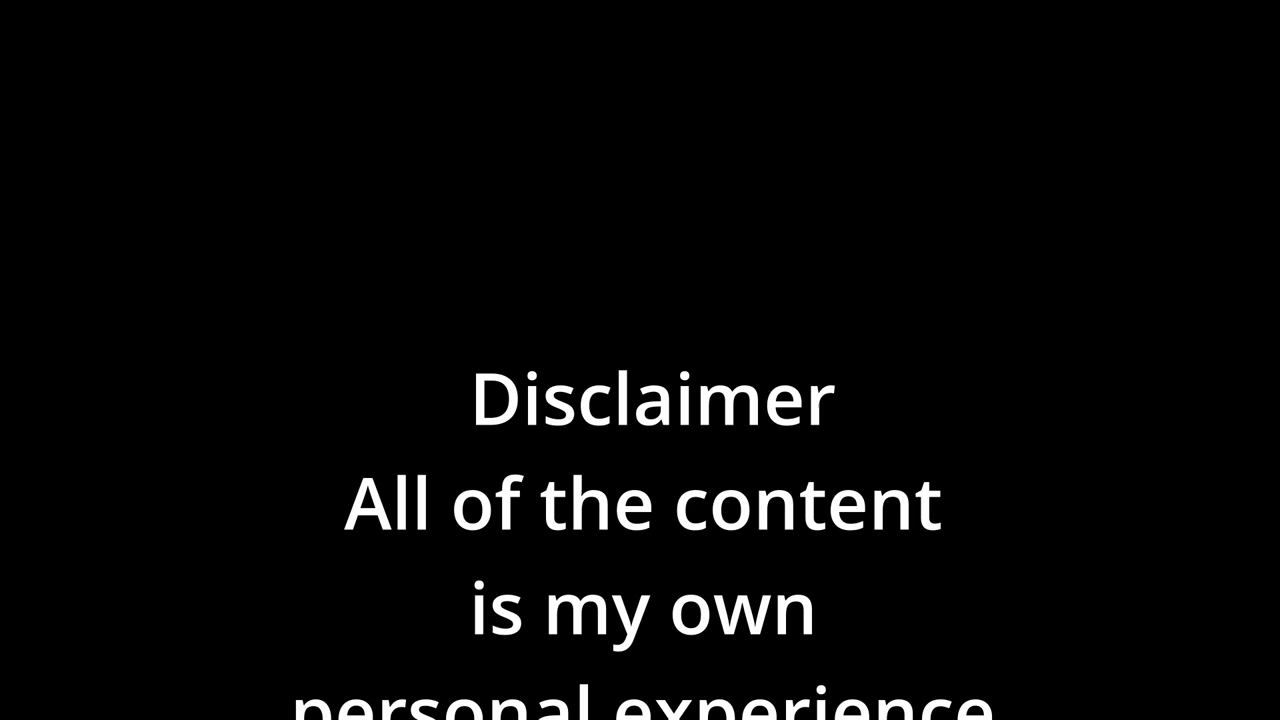 Disclaimer
All of the content
is my own
personal experience